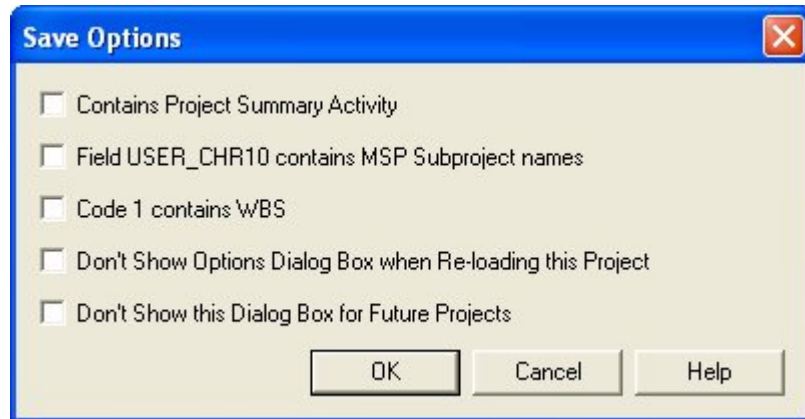 Save Options
Contains Project Summary Activity
Field USER_CHR10 contains MSP Subproject names
Code 1 contains WBS
Don't Show Options Dialog Box when Re-loading this Project
Don't Show this Dialog Box for Future Projects
OK Cancel Help